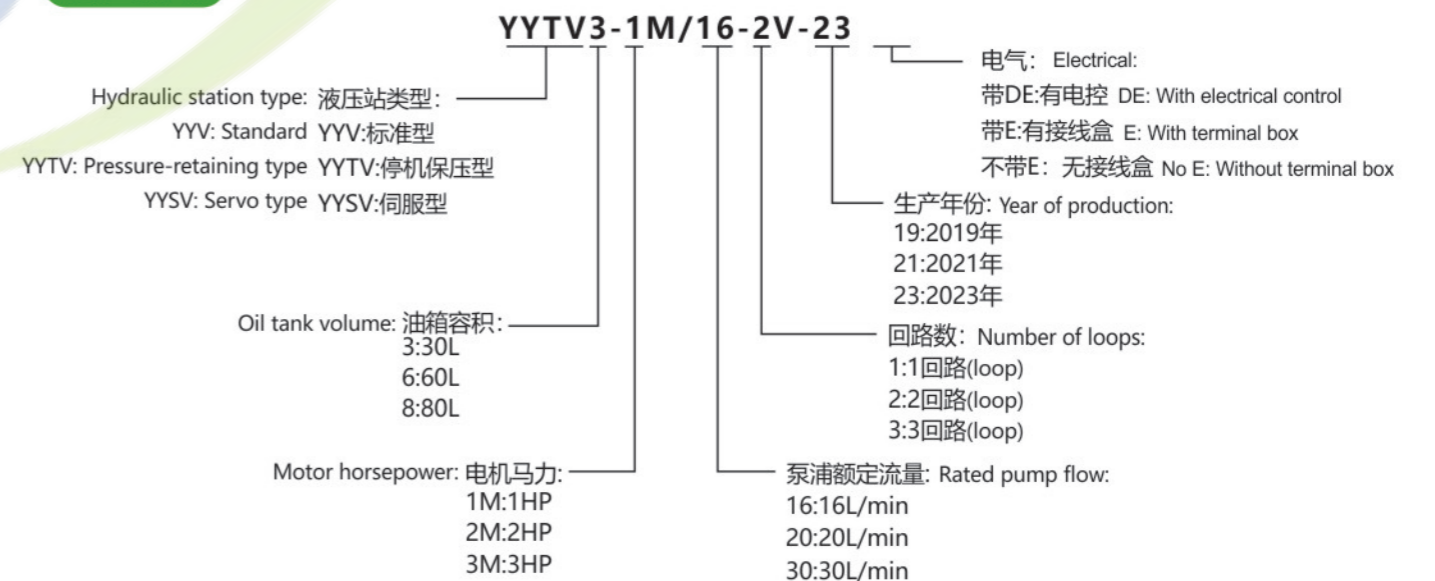 YYTV3-1M/16-2V-23
Hydraulic station type: 液压站类型：
YYV: Standard YYV:标准型
YYTV: Pressure-retaining type YYTV:停机保压型
YYSV: Servo type YYSV:伺服型
Oil tank volume: 油箱容积：
3:30L
6:60L
8:80L
Motor horsepower: 电机马力:
1M:1HP
2M:2HP
3M:3HP
电气： Electrical:
带DE:有电控 DE: With electrical control
带E:有接线盒 E: With terminal box
不带E：无接线盒 No E: Without terminal box
生产年份: Year of production:
19:2019年
21:2021年
23:2023年
回路数：Number of loops:
1:1回路(loop)
2:2回路(loop)
3:3回路(loop)
泵浦额定流量: Rated pump flow:
16:16L/min
20:20L/min
30:30L/min